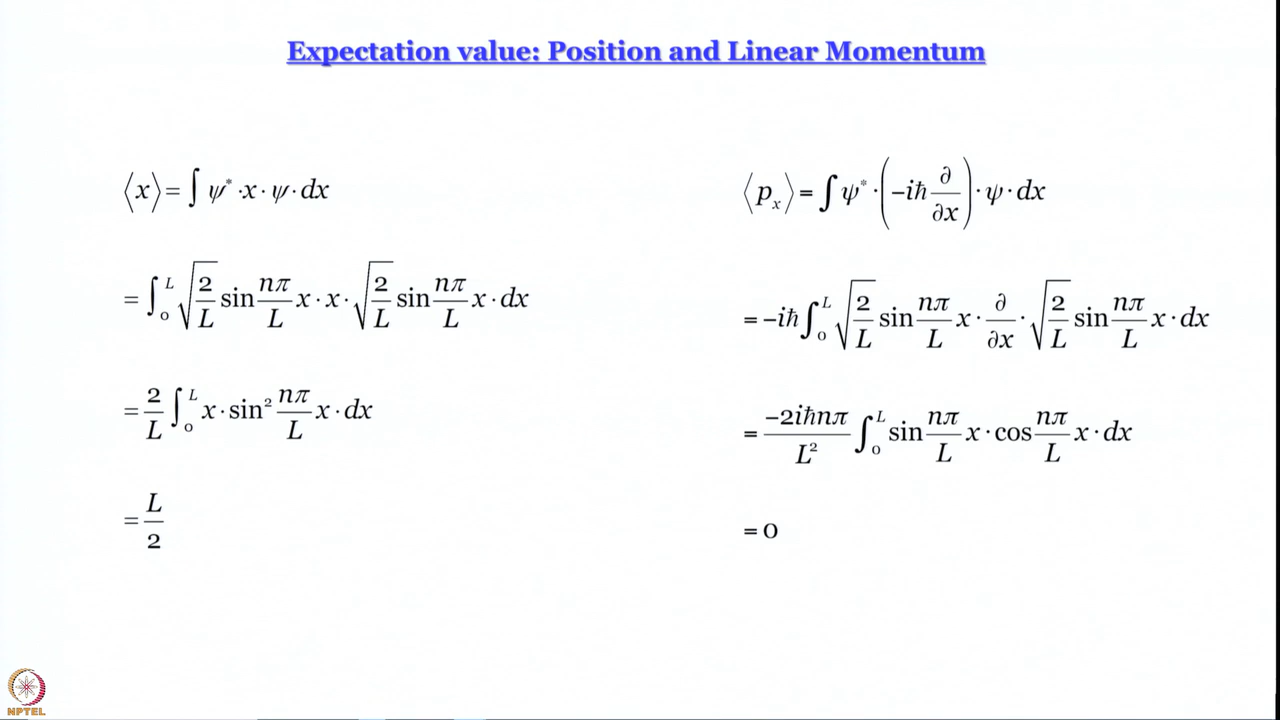 Expectation value: Position and Linear Momentum
⟨x⟩ = ∫ ψ* · x · ψ · dx
= ∫₀ᴸ √(2/L) sin (nπ/L) x · x · √(2/L) sin (nπ/L) x · dx
= (2/L) ∫₀ᴸ x · sin² (nπ/L) x · dx
= L/2
⟨pₓ⟩ = ∫ ψ* · (−iħ ∂/∂x) · ψ · dx
= −iħ ∫₀ᴸ √(2/L) sin (nπ/L) x · ∂/∂x · √(2/L) sin (nπ/L) x · dx
= (−2iħnπ/L²) ∫₀ᴸ sin (nπ/L) x · cos (nπ/L) x · dx
= 0
NPTEL